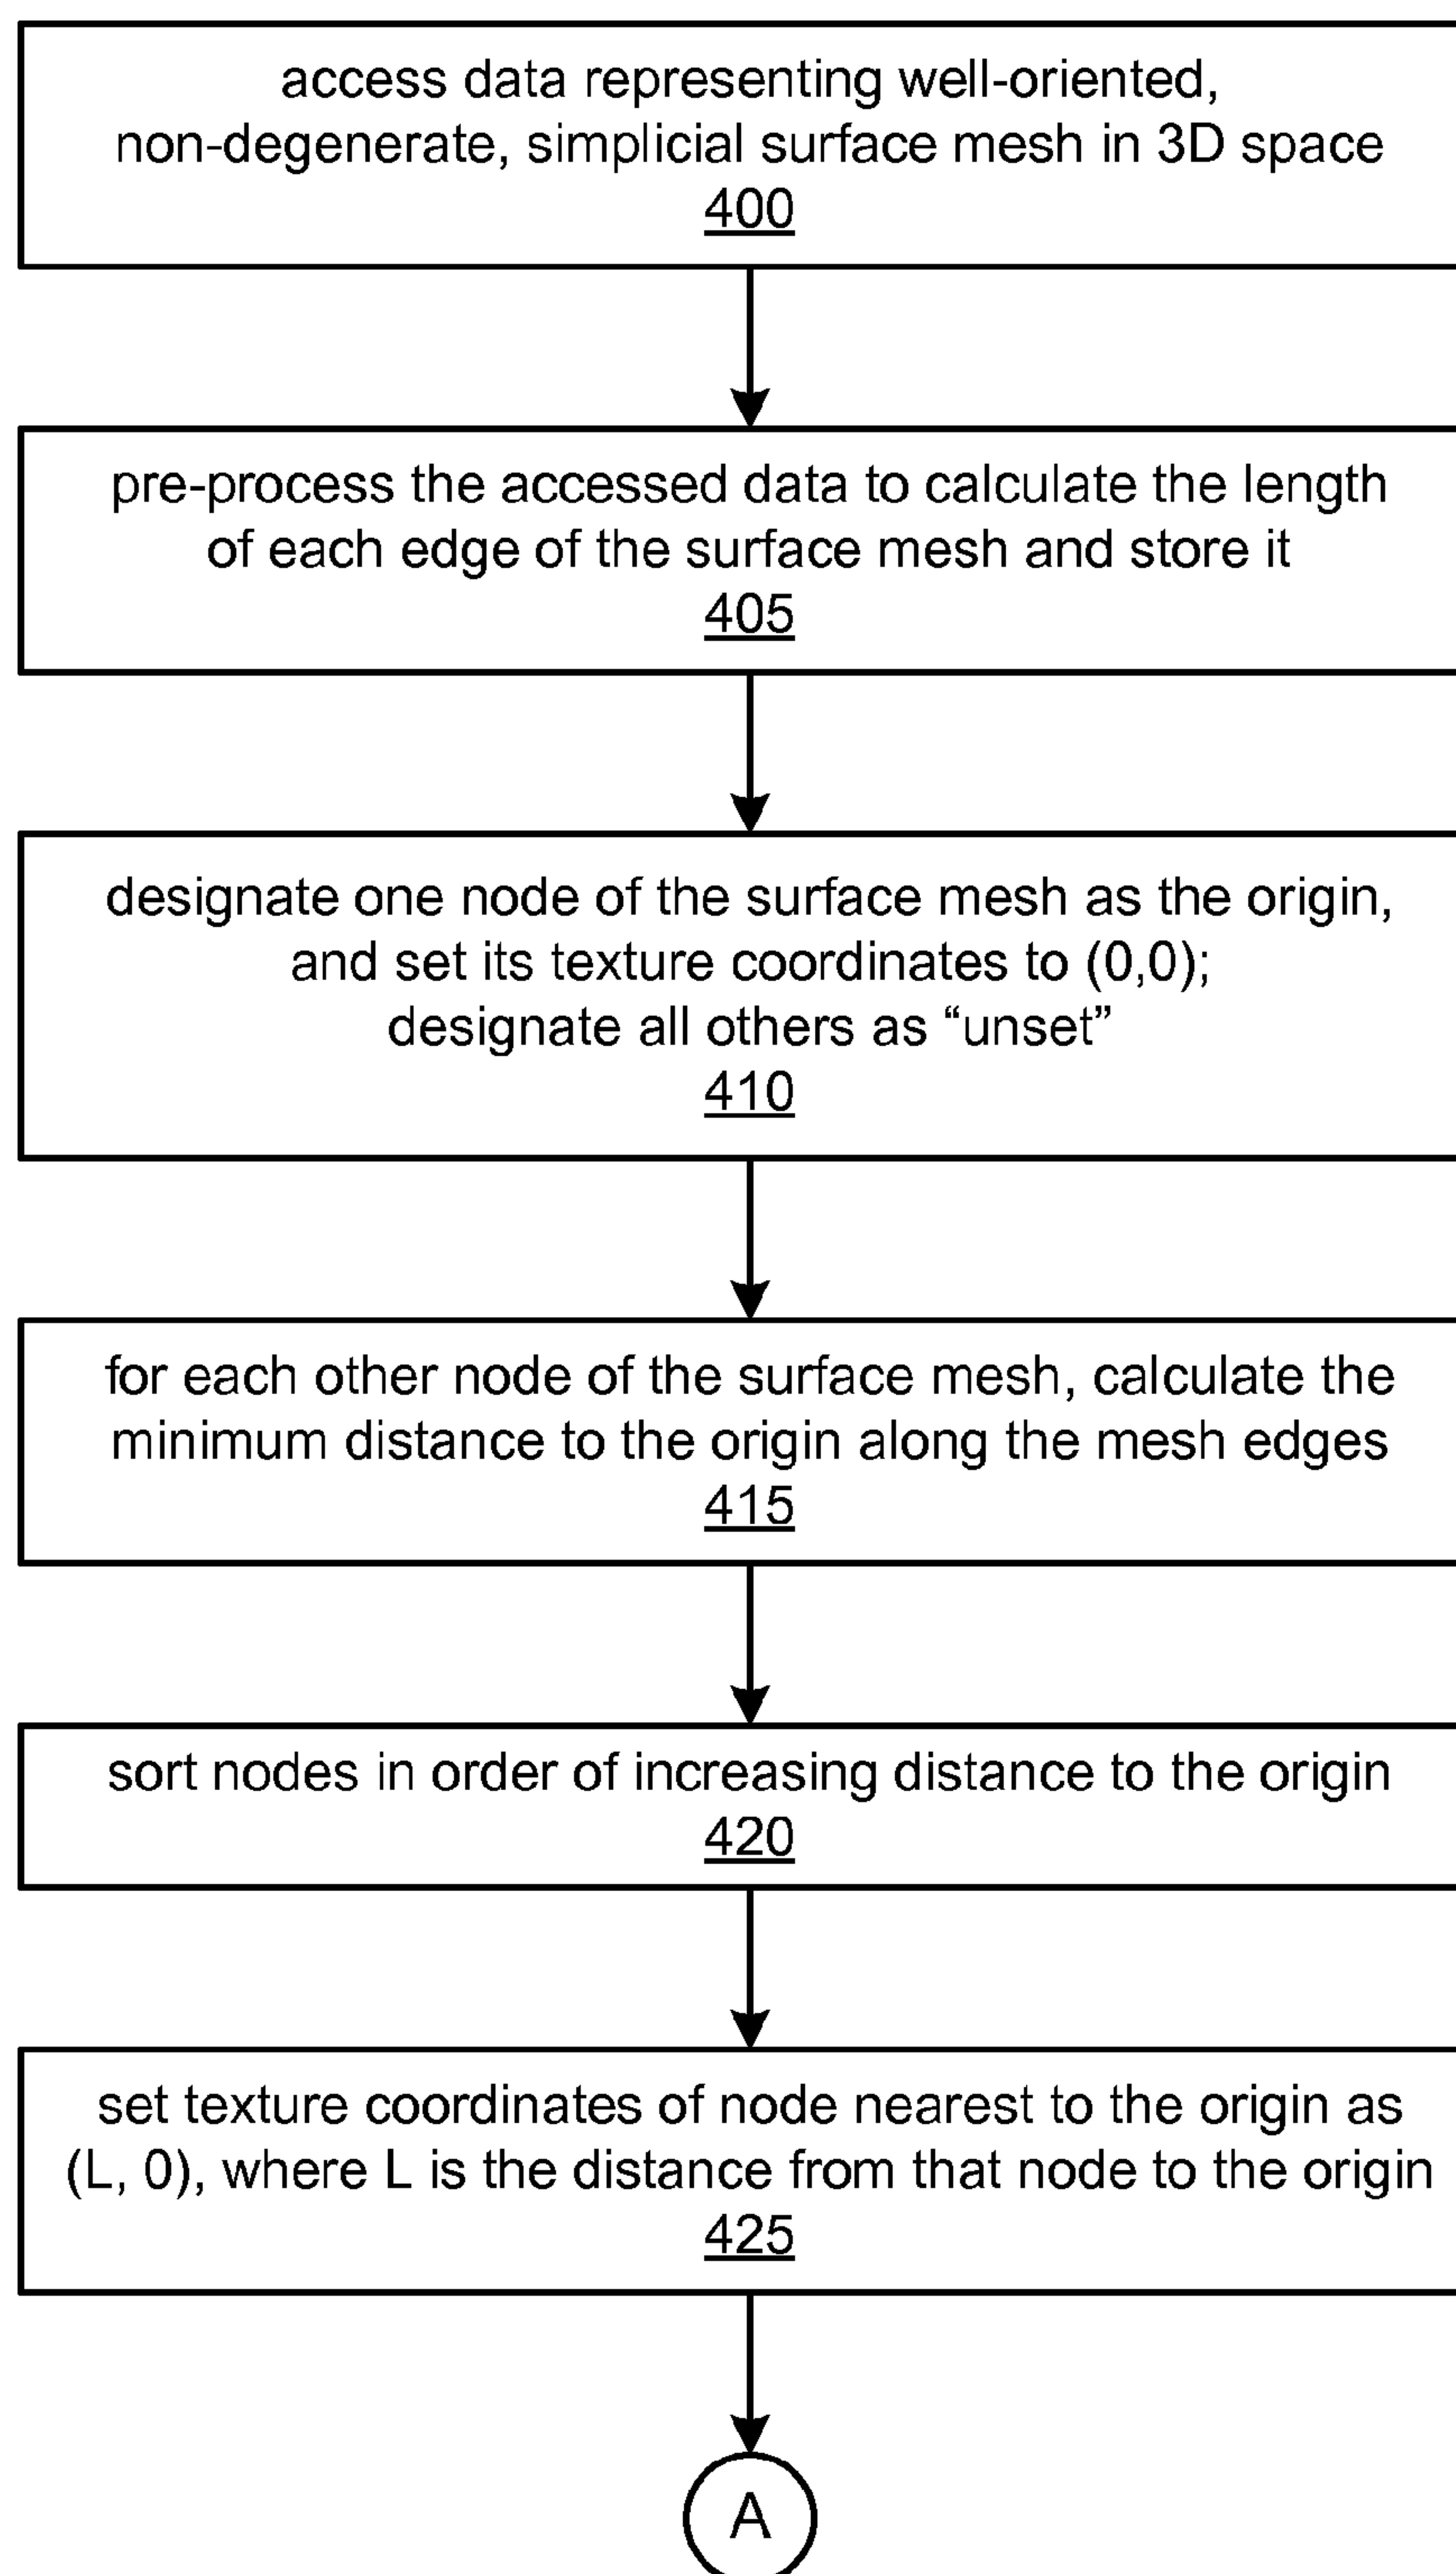 access data representing well-oriented,
non-degenerate, simplicial surface mesh in 3D space
400
pre-process the accessed data to calculate the length
of each edge of the surface mesh and store it
405
designate one node of the surface mesh as the origin,
and set its texture coordinates to (0,0);
designate all others as “unset”
410
for each other node of the surface mesh, calculate the
minimum distance to the origin along the mesh edges
415
sort nodes in order of increasing distance to the origin
420
set texture coordinates of node nearest to the origin as
(L, 0), where L is the distance from that node to the origin
425
A